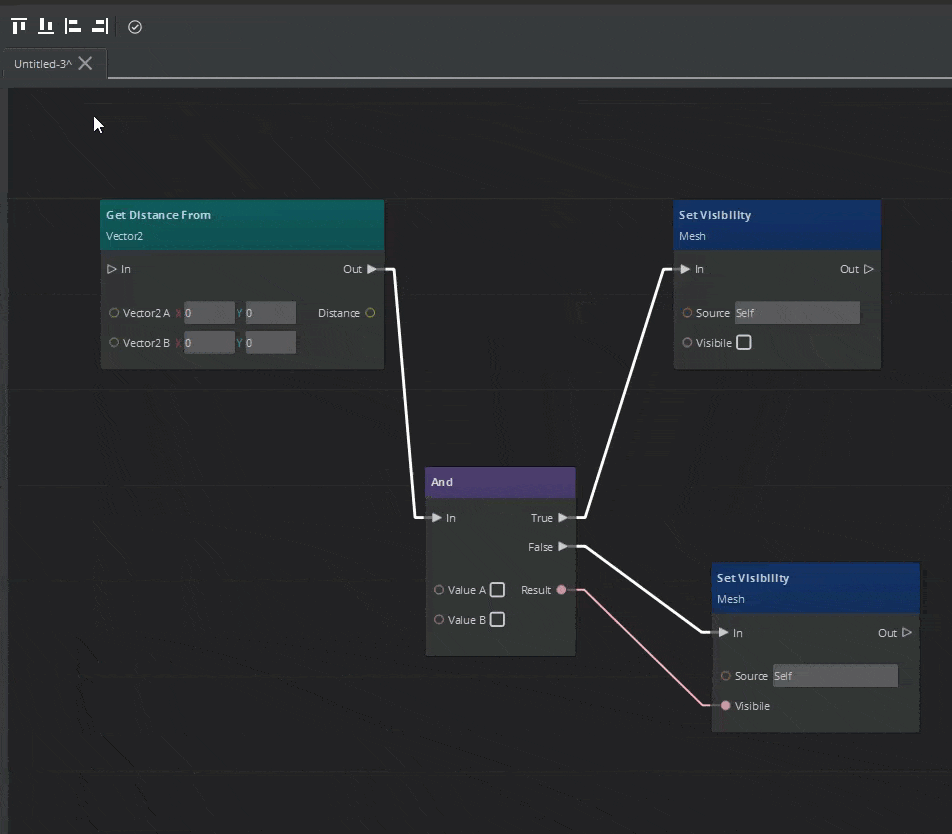 Untitled-3^
Get Distance From
Vector2
In Out
Vector2 A X 0 Y 0 Distance
Vector2 B X 0 Y 0
Set Visibility
Mesh
In Out
Source Self
Visibile
And
In True
False
Value A Result
Value B
Set Visibility
Mesh
In Out
Source Self
Visibile